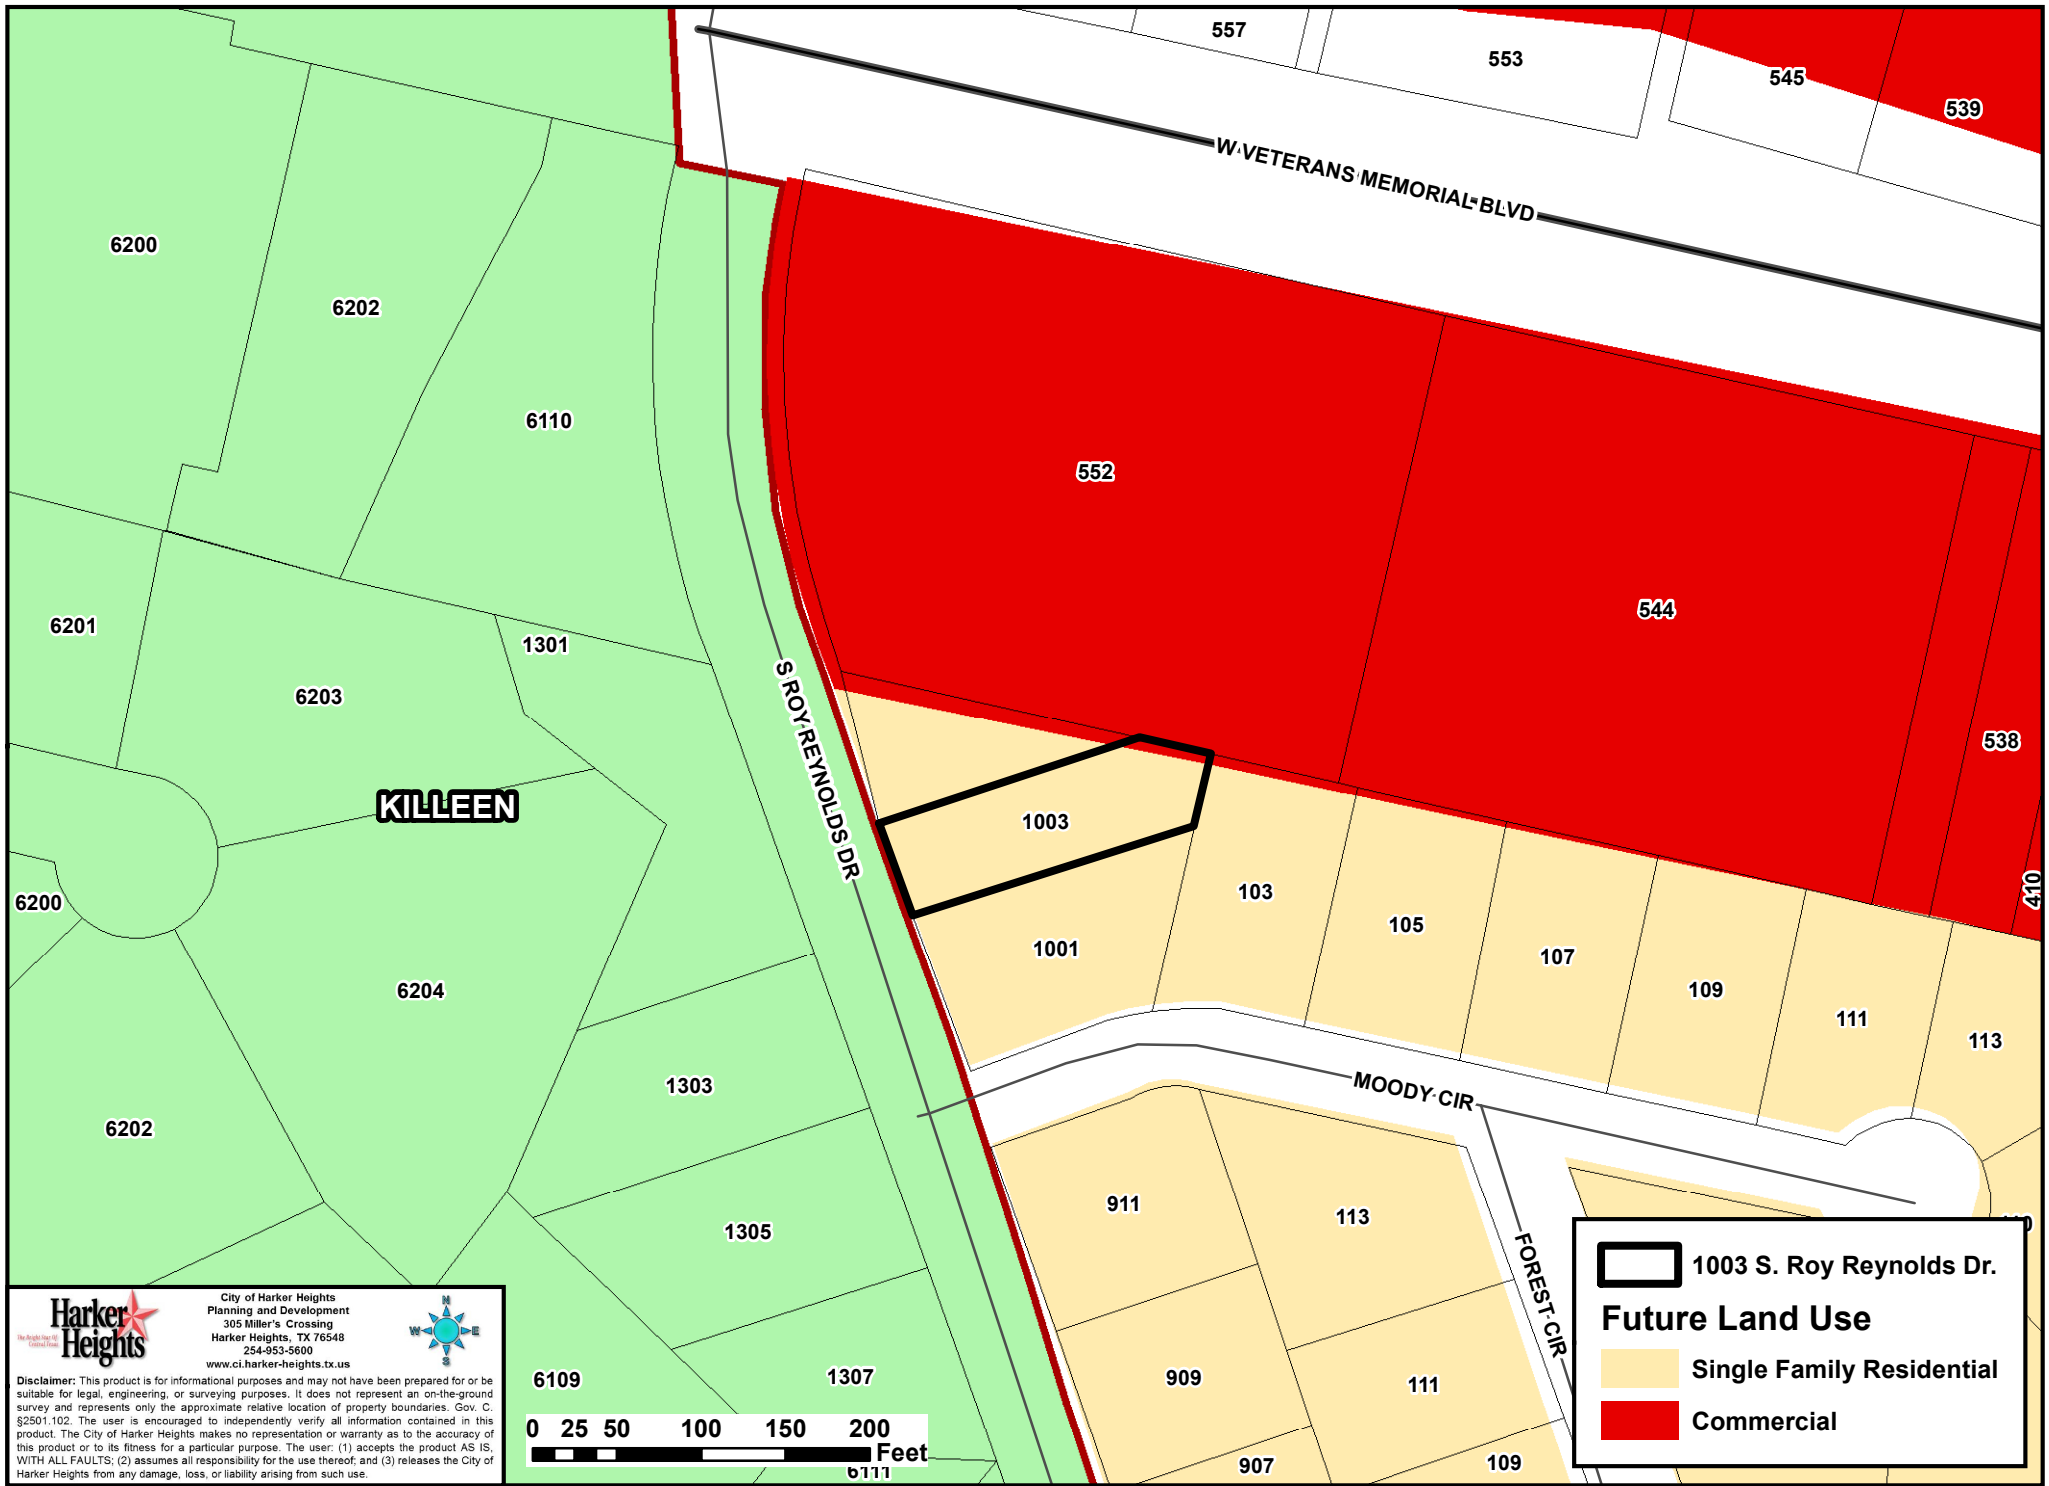 557
553
545
539
W VETERANS MEMORIAL BLVD
6200
6202
6110
552
544
6201
1301
6203
S ROY REYNOLDS DR
538
KILLEEN
1003
410
6200
103
105
1001
107
6204
109
111
113
1303
MOODY CIR
6202
911
113
1305
FOREST CIR
1003 S. Roy Reynolds Dr.
Future Land Use
Single Family Residential
Commercial
909
111
6109
1307
907
109
6111
0 25 50 100 150 200
Feet
Harker
Heights
The Bright Star Of
Central Texas
City of Harker Heights
Planning and Development
305 Miller's Crossing
Harker Heights, TX 76548
254-953-5600
www.ci.harker-heights.tx.us
N
W E
S
Disclaimer: This product is for informational purposes and may not have been prepared for or be
suitable for legal, engineering, or surveying purposes. It does not represent an on-the-ground
survey and represents only the approximate relative location of property boundaries. Gov. C.
§2501.102. The user is encouraged to independently verify all information contained in this
product. The City of Harker Heights makes no representation or warranty as to the accuracy of
this product or to its fitness for a particular purpose. The user: (1) accepts the product AS IS,
WITH ALL FAULTS; (2) assumes all responsibility for the use thereof; and (3) releases the City of
Harker Heights from any damage, loss, or liability arising from such use.